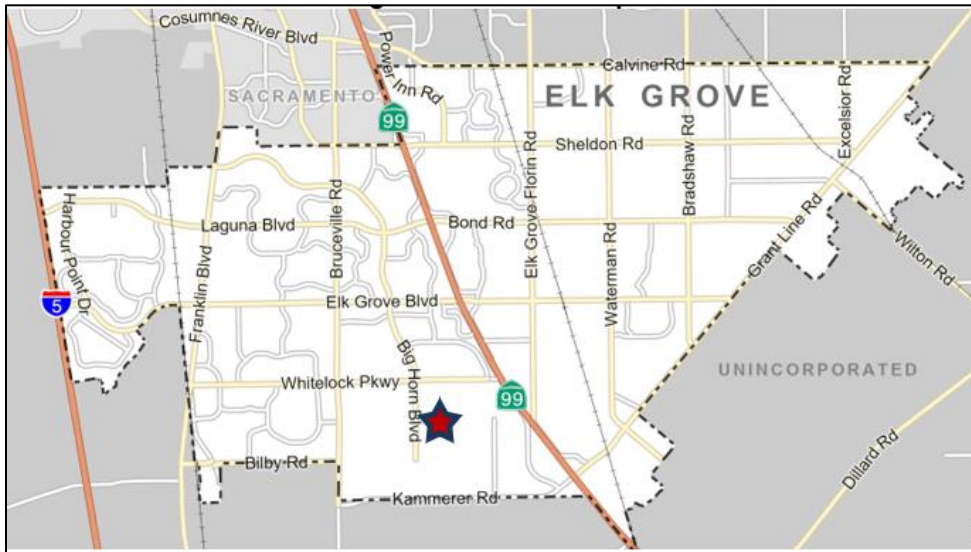 Cosumnes River Blvd
Power Inn Rd
Calvine Rd
SACRAMENTO
ELK GROVE
99
Excelsior Rd
Sheldon Rd
Bradshaw Rd
Elk Grove Florin Rd
Harbour Point Dr
Laguna Blvd
Bruceville Rd
Bond Rd
Waterman Rd
Grant Line Rd
Wilton Rd
Franklin Blvd
5
Elk Grove Blvd
Big Horn Blvd
Whitelock Pkwy
99
UNINCORPORATED
Bilby Rd
Kammerer Rd
Dillard Rd